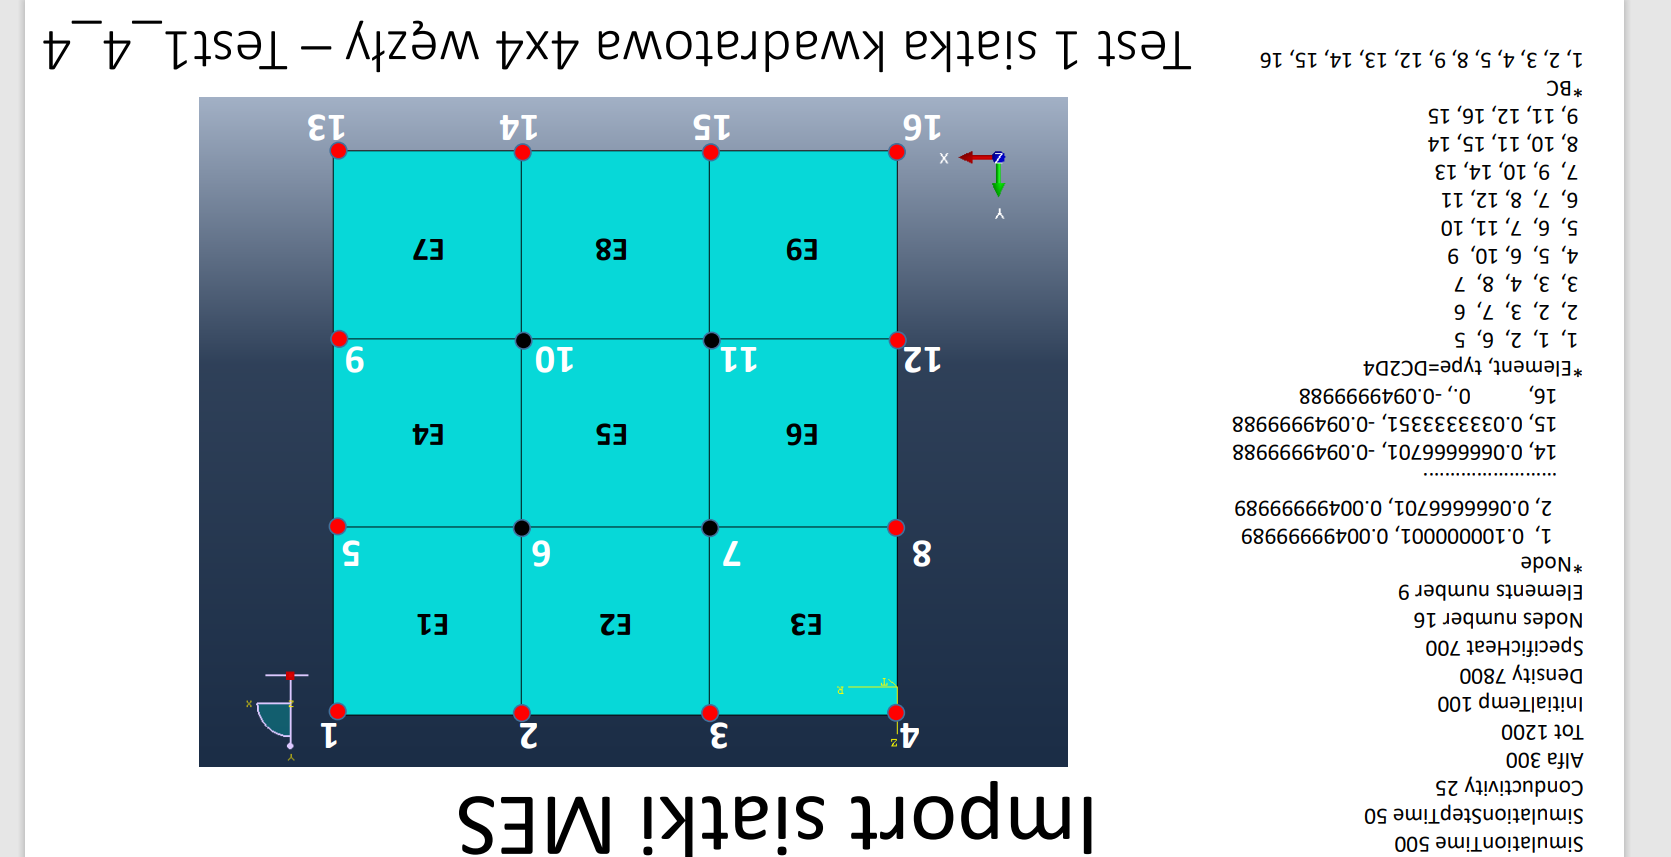 Import siatki MES
SimulationTime 500
SimulationStepTime 50
Conductivity 25
Alfa 300
Tot 1200
InitialTemp 100
Density 7800
SpecificHeat 700
Nodes number 16
Elements number 9
*Node
1, 0.100000001, 0.00499999989
2, 0.0666666701, 0.00499999989
.........................
14, 0.0666666701, -0.0949999988
15, 0.0333333351, -0.0949999988
16, 0., -0.0949999988
*Element, type=DC2D4
1, 1, 2, 6, 5
2, 2, 3, 7, 6
3, 3, 4, 8, 7
4, 5, 6, 10, 9
5, 6, 7, 11, 10
6, 7, 8, 12, 11
7, 9, 10, 14, 13
8, 10, 11, 15, 14
9, 11, 12, 16, 15
*BC
1, 2, 3, 4, 5, 8, 9, 12, 13, 14, 15, 16
Y
Z
4 3 2 1
Z X
T
R
E3 E2 E1
8 7 6 5
E6 E5 E4
12 11 10 9
E9 E8 E7
Y
Z X
16 15 14 13
Test 1 siatka kwadratowa 4x4 węzły – Test1_4_4